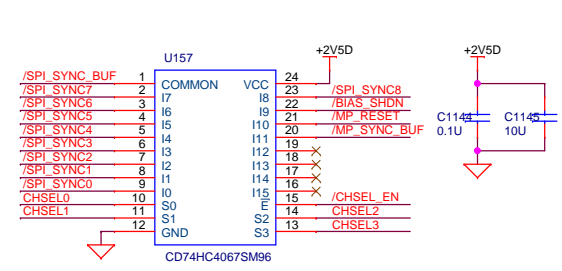 U157
+2V5D
+2V5D
/SPI_SYNC_BUF 1 COMMON VCC 24
/SPI_SYNC7 2 I7 I8 23 /SPI_SYNC8
/SPI_SYNC6 3 I6 I9 22 /BIAS_SHDN
/SPI_SYNC5 4 I5 I10 21 /MP_RESET
/SPI_SYNC4 5 I4 I11 20 /MP_SYNC_BUF
/SPI_SYNC3 6 I3 I12 19
/SPI_SYNC2 7 I2 I13 18
/SPI_SYNC1 8 I1 I14 17
/SPI_SYNC0 9 I0 I15 16
CHSEL0 10 S0 E 15 /CHSEL_EN
CHSEL1 11 S1 S2 14 CHSEL2
12 GND S3 13 CHSEL3
CD74HC4067SM96
C1144
0.1U
C1145
10U